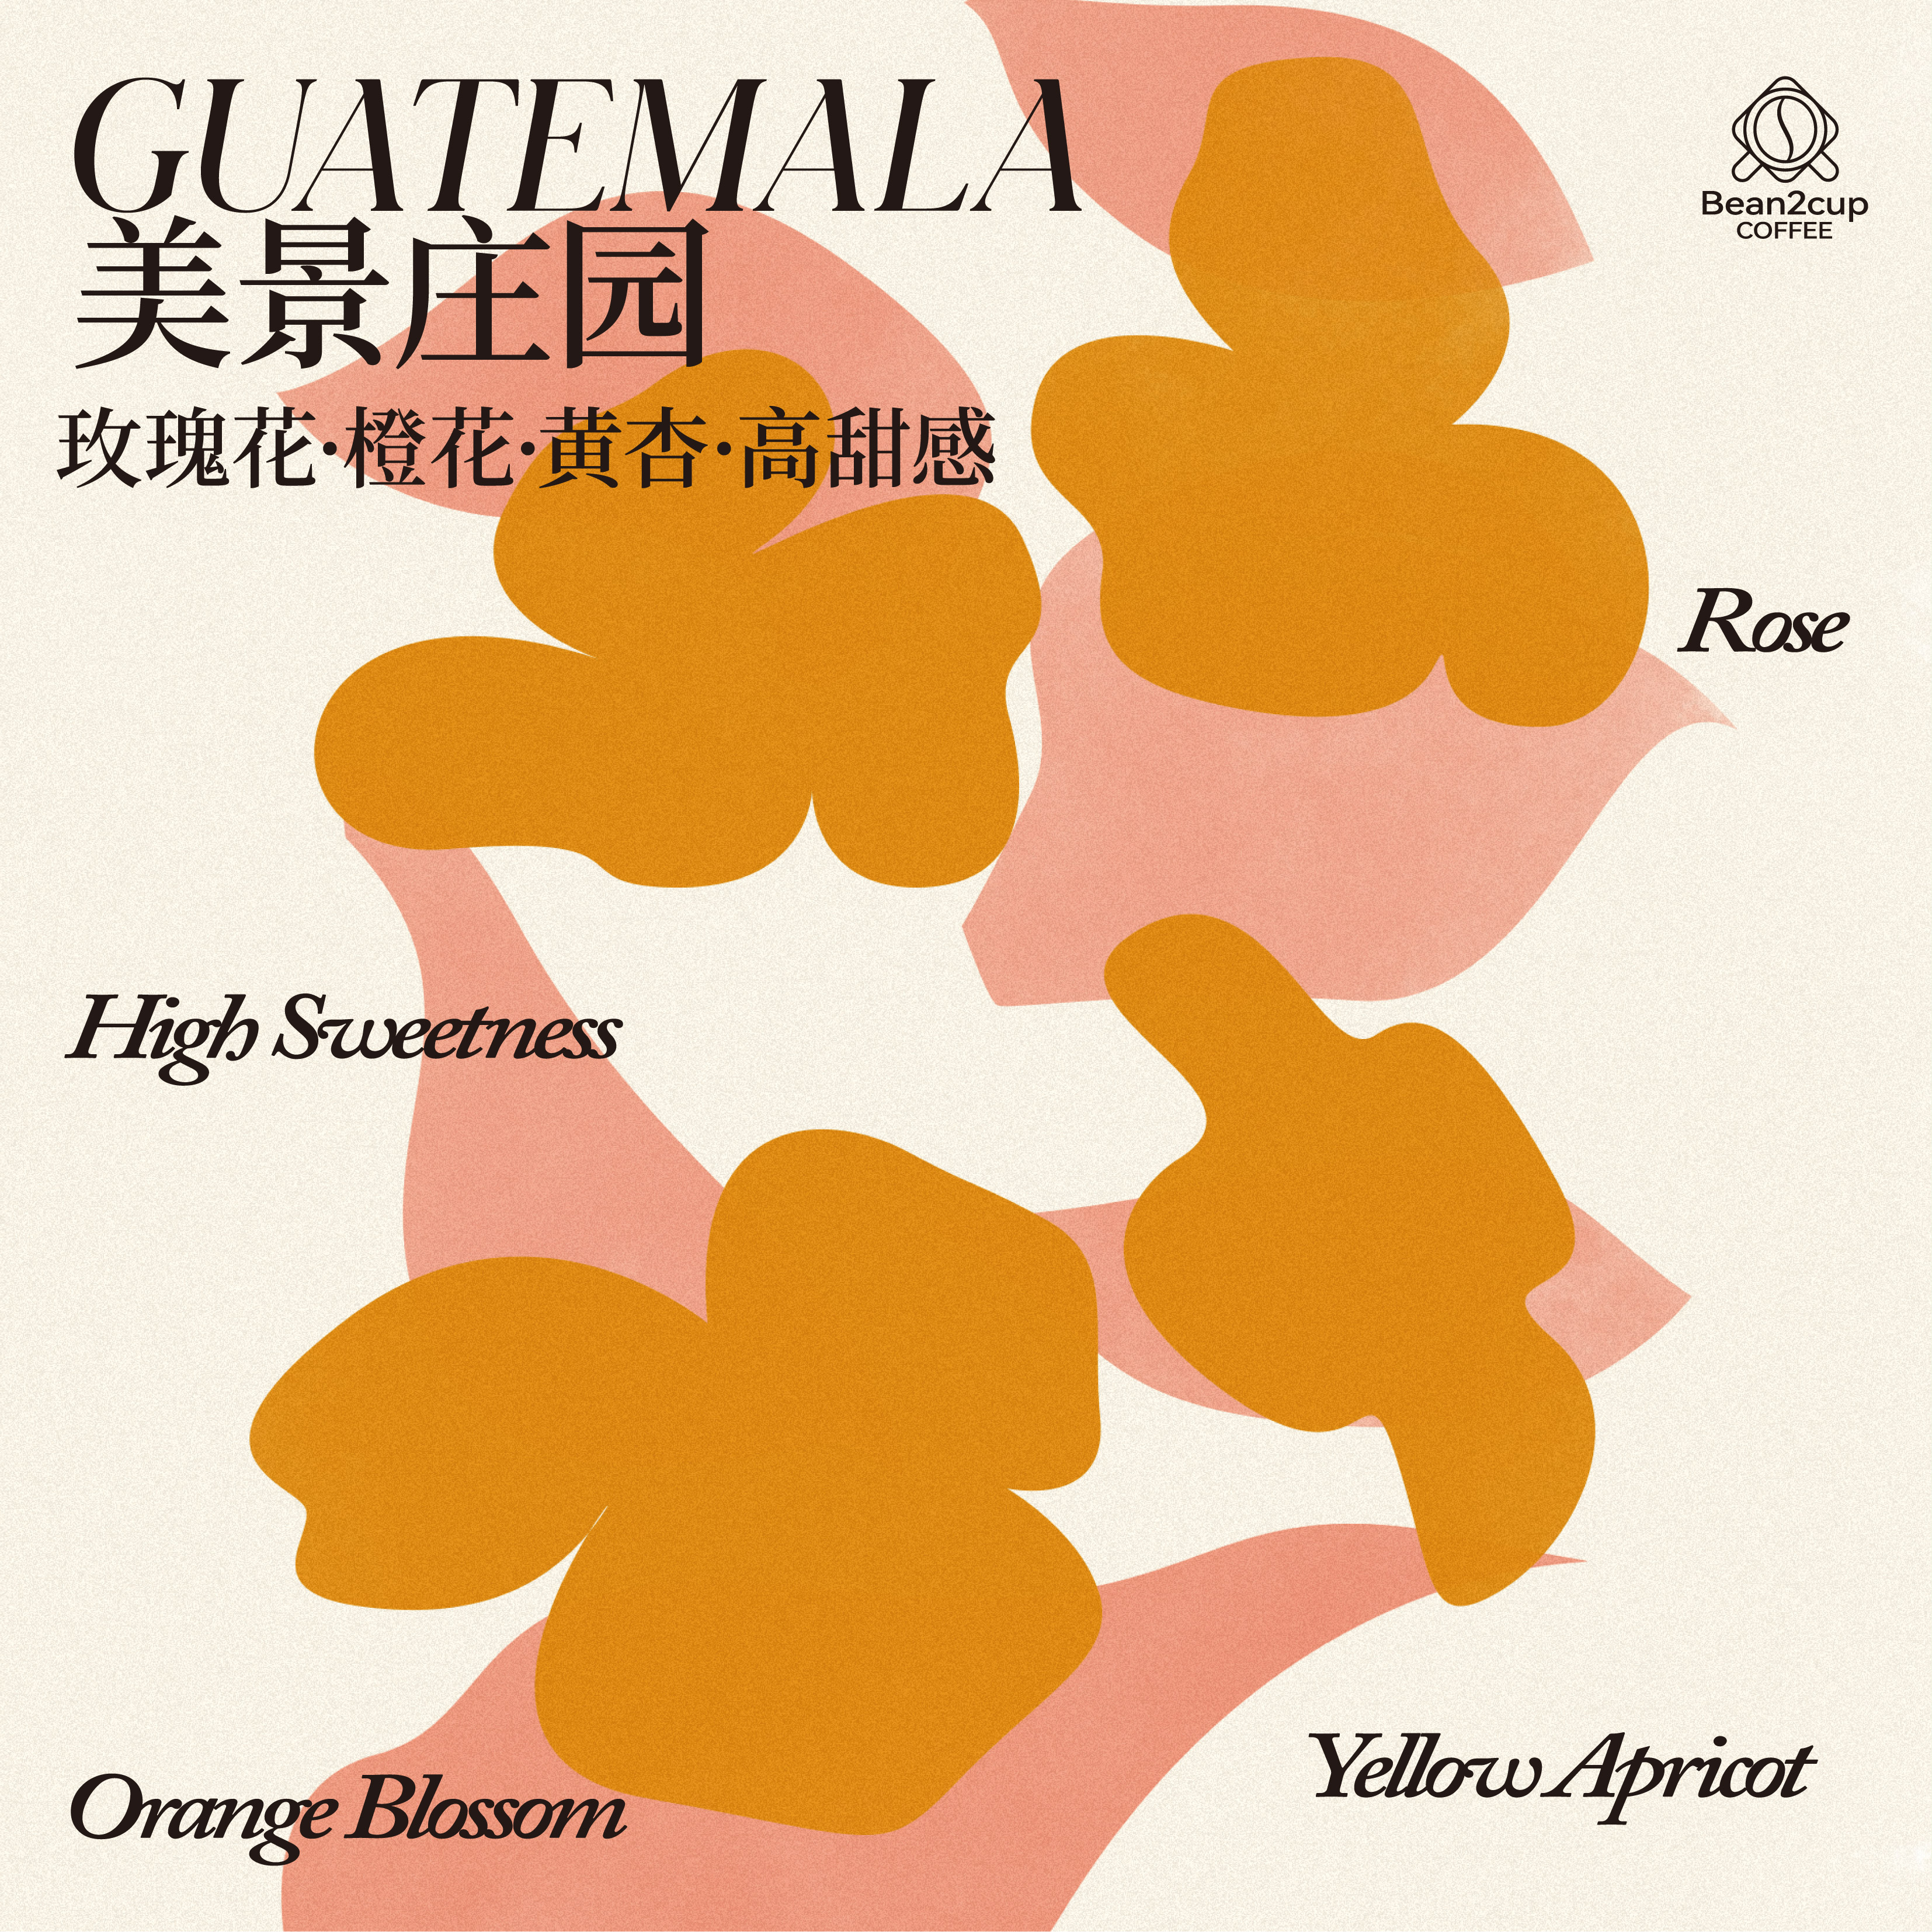 GUATEMALA
美景庄园
玫瑰花·橙花·黄杏·高甜感
Bean2cup
COFFEE
Rose
High Sweetness
Yellow Apricot
Orange Blossom